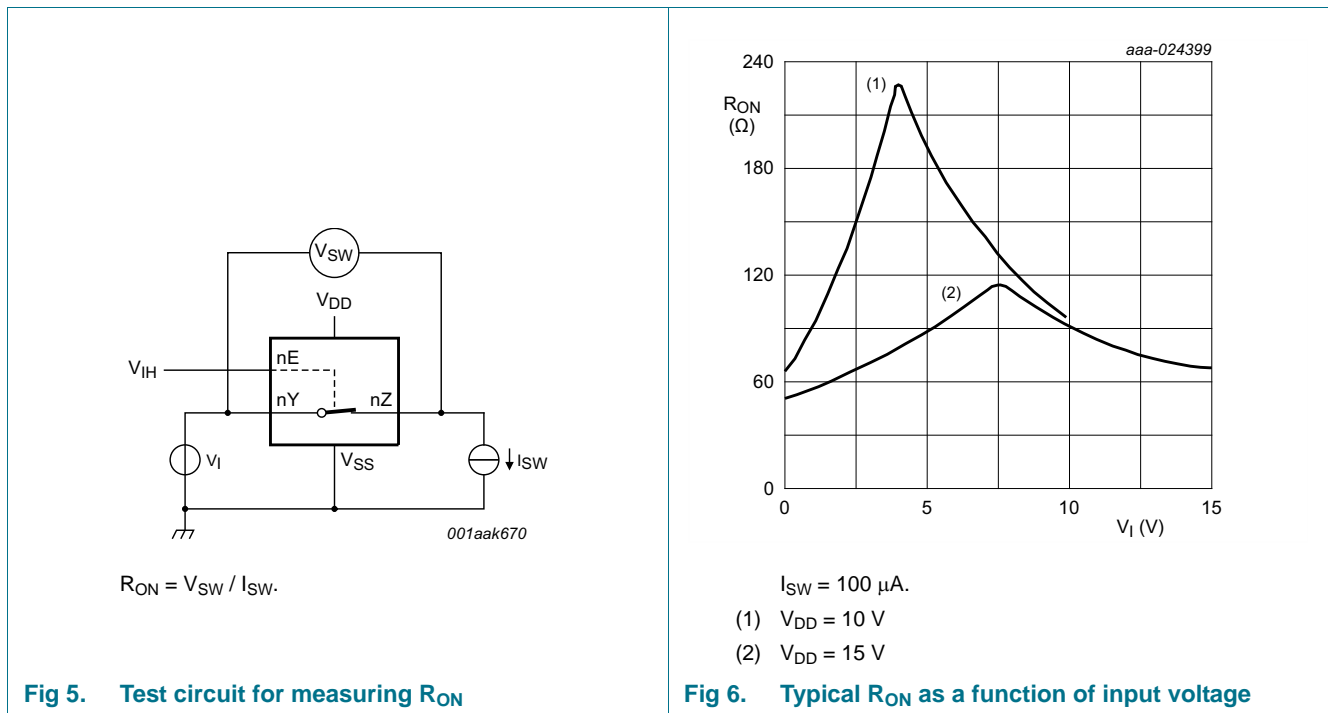 V_SW
V_DD
V_IH
nE
nY
nZ
V_I
V_SS
I_SW
001aak670
R_ON = V_SW / I_SW.
Fig 5. Test circuit for measuring R_ON
aaa-024399
240
R_ON
(Ω)
180
120
60
0
(1)
(2)
0 5 10 15
V_I (V)
I_SW = 100 μA.
(1) V_DD = 10 V
(2) V_DD = 15 V
Fig 6. Typical R_ON as a function of input voltage